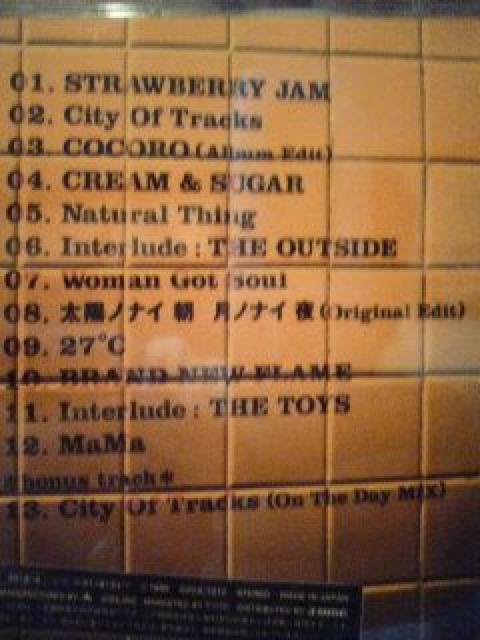 01. STRAWBERRY JAM
02. City Of Tracks
03. COCORO (Album Edit)
04. CREAM & SUGAR
05. Natural Thing
06. Interlude : THE OUTSIDE
07. Woman Got Soul
08. 太陽ノナイ 朝 月ノナイ 夜 (Original Edit)
09. 27°C
10. BRAND NEW FLAME
11. Interlude : THE TOYS
12. MaMa
*bonus track*
13. City Of Tracks (On The Day Mix)